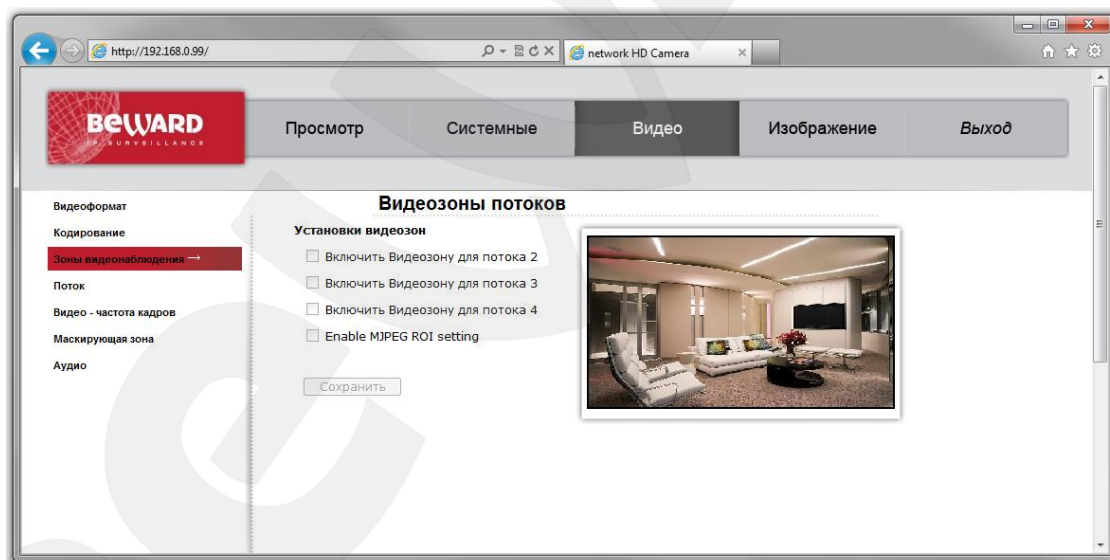 http://192.168.0.99/
network HD Camera
BEWARD
IP SURVEILLANCE
Просмотр
Системные
Видео
Изображение
Выход
Видеоформат
Кодирование
Зоны видеонаблюдения →
Поток
Видео - частота кадров
Маскирующая зона
Аудио
Видеозоны потоков
Установки видеозон
Включить Видеозону для потока 2
Включить Видеозону для потока 3
Включить Видеозону для потока 4
Enable MJPEG ROI setting
Сохранить